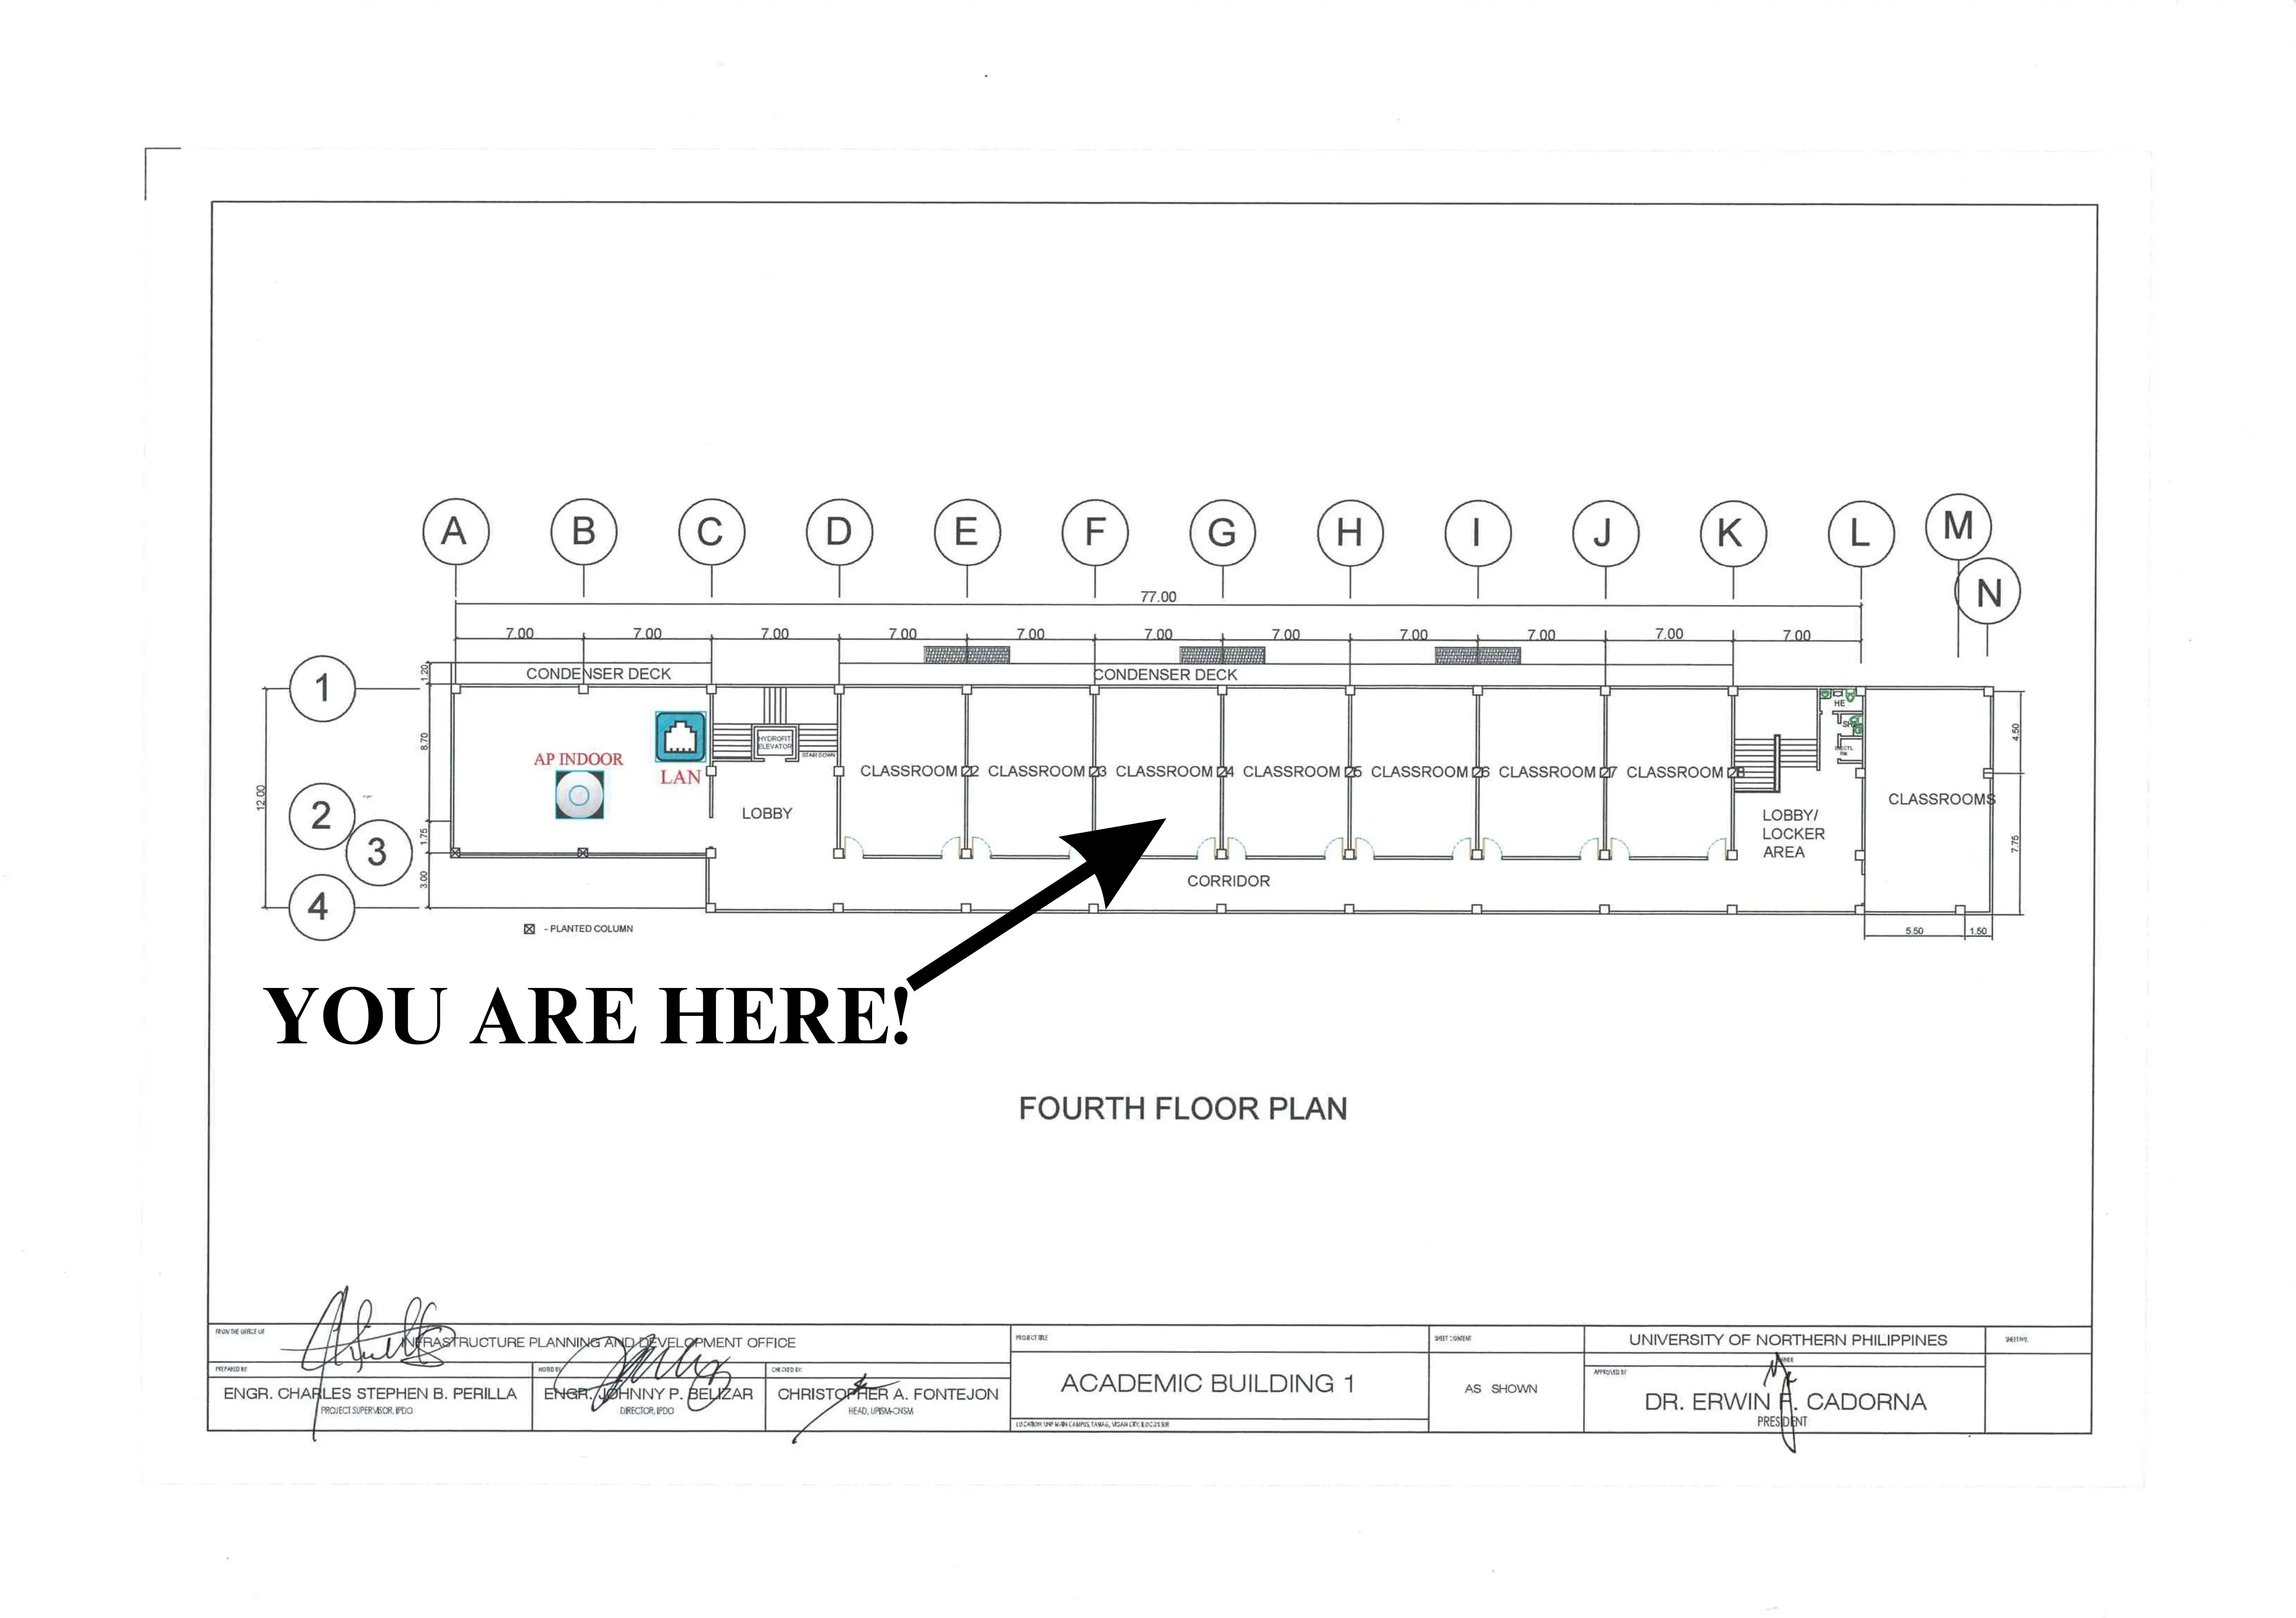 A B C D E F G H I J K L M
N
77.00
7.00 7.00 7.00 7.00 7.00 7.00 7.00 7.00 7.00 7.00 7.00
1
2
3
4
12.00
1.20
8.70
1.75
3.00
CONDENSER DECK
CONDENSER DECK
AP INDOOR
LAN
HYDROFIT
ELEVATOR
STAIR DOWN
LOBBY
CLASSROOM 22 CLASSROOM 23 CLASSROOM 24 CLASSROOM 25 CLASSROOM 26 CLASSROOM 27 CLASSROOM 28
HE
SHE
LOBBY/
LOCKER
AREA
CLASSROOMS
4.50
7.75
CORRIDOR
5.50 1.50
- PLANTED COLUMN
YOU ARE HERE!
FOURTH FLOOR PLAN
FROM THE OFFICE OF
INFRASTRUCTURE PLANNING AND DEVELOPMENT OFFICE
PREPARED BY:
ENGR. CHARLES STEPHEN B. PERILLA
PROJECT SUPERVISOR, IPDO
NOTED BY:
ENGR. JOHNNY P. BELIZAR
DIRECTOR, IPDO
CHECKED BY:
CHRISTOPHER A. FONTEJON
HEAD, UPISM-CNSM
PROJECT TITLE
ACADEMIC BUILDING 1
LOCATION: UNP MAIN CAMPUS, TAMAG, VIGAN CITY, ILOCOS SUR
SHEET CONTENT
AS SHOWN
UNIVERSITY OF NORTHERN PHILIPPINES
OWNER
APPROVED BY
DR. ERWIN F. CADORNA
PRESIDENT
SHEET NO.